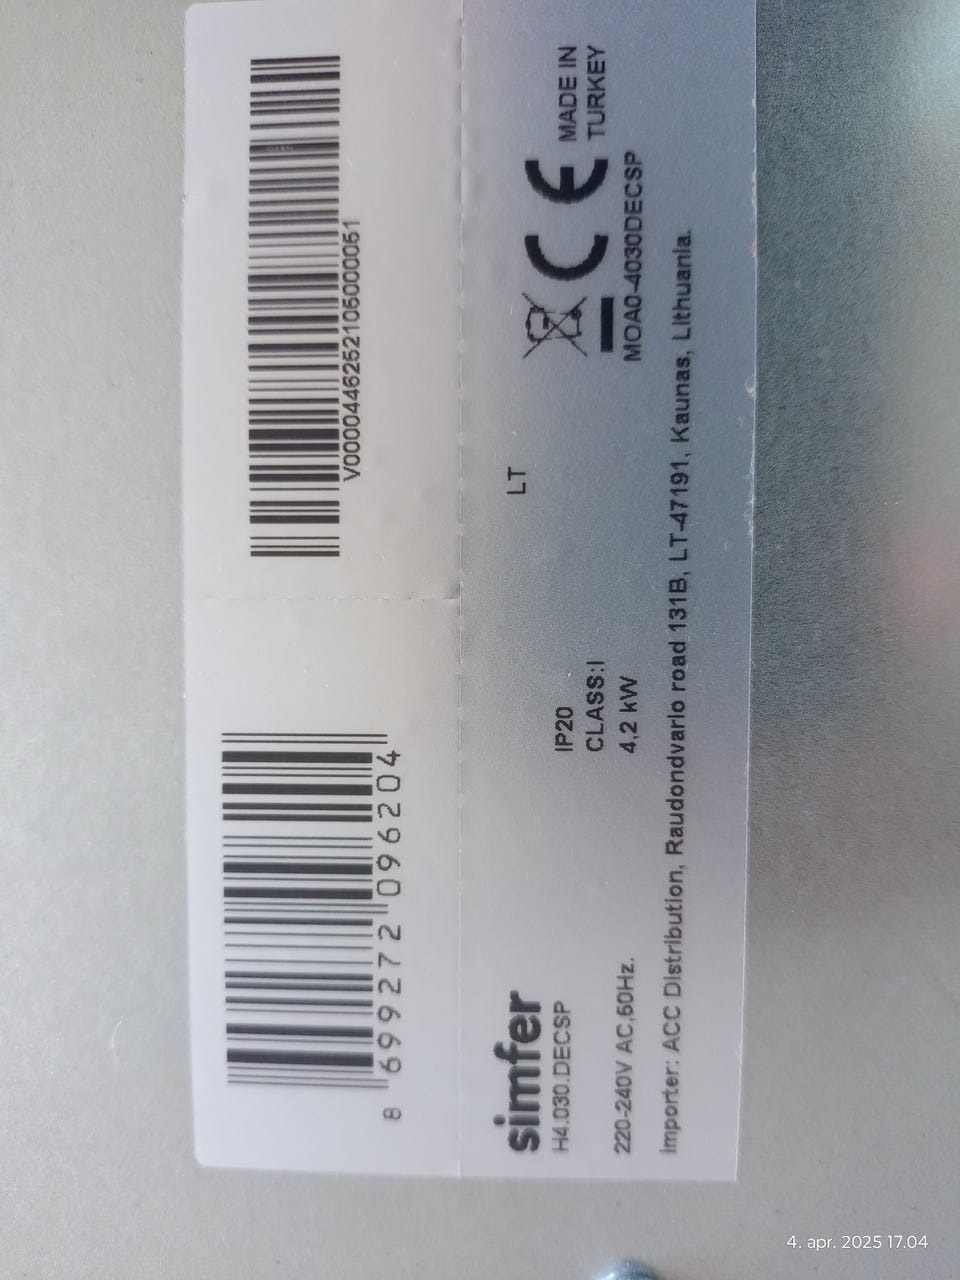 8 699272 096204
V0000446252105000051
simfer
H4.030.DECSP
220-240V AC,50Hz.
IP20
CLASS:I
4,2 kW
LT
CE
MADE IN
TURKEY
MOA0-4030DECSP
Importer: ACC Distribution, Raudondvario road 131B, LT-47191, Kaunas, Lithuania.
4. apr. 2025 17.04